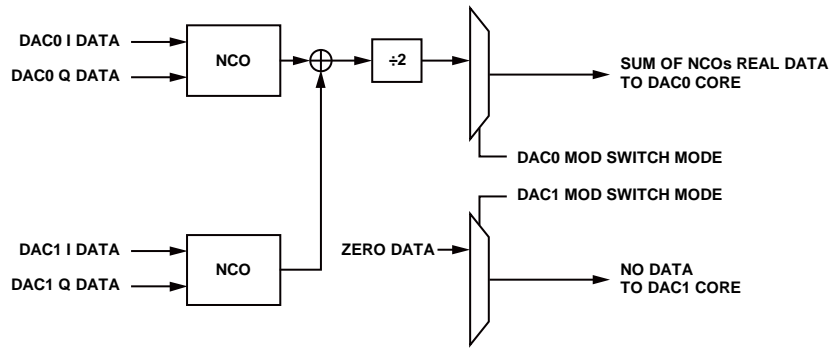 DAC0 I DATA
DAC0 Q DATA
NCO
÷2
SUM OF NCOs REAL DATA
TO DAC0 CORE
DAC0 MOD SWITCH MODE
DAC1 MOD SWITCH MODE
DAC1 I DATA
DAC1 Q DATA
NCO
ZERO DATA
NO DATA
TO DAC1 CORE